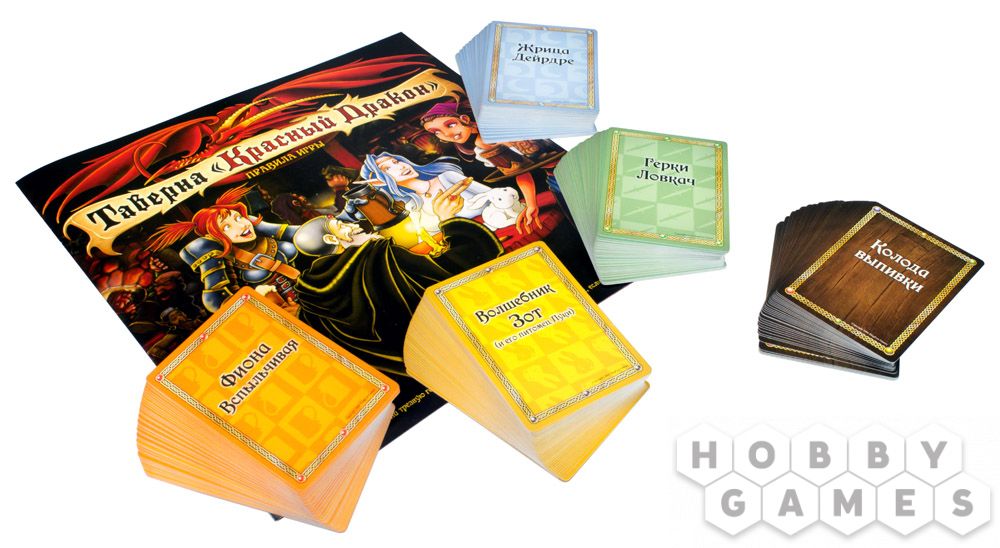 Жрица
Дейрдре
Таверна «Красный Дракон»
ПРАВИЛА ИГРЫ
Герки
Ловкач
Колода
выпивки
Волшебник
Зот
(и его питомец Пуки)
Фиона
Вспыльчивая
HOBBY
GAMES